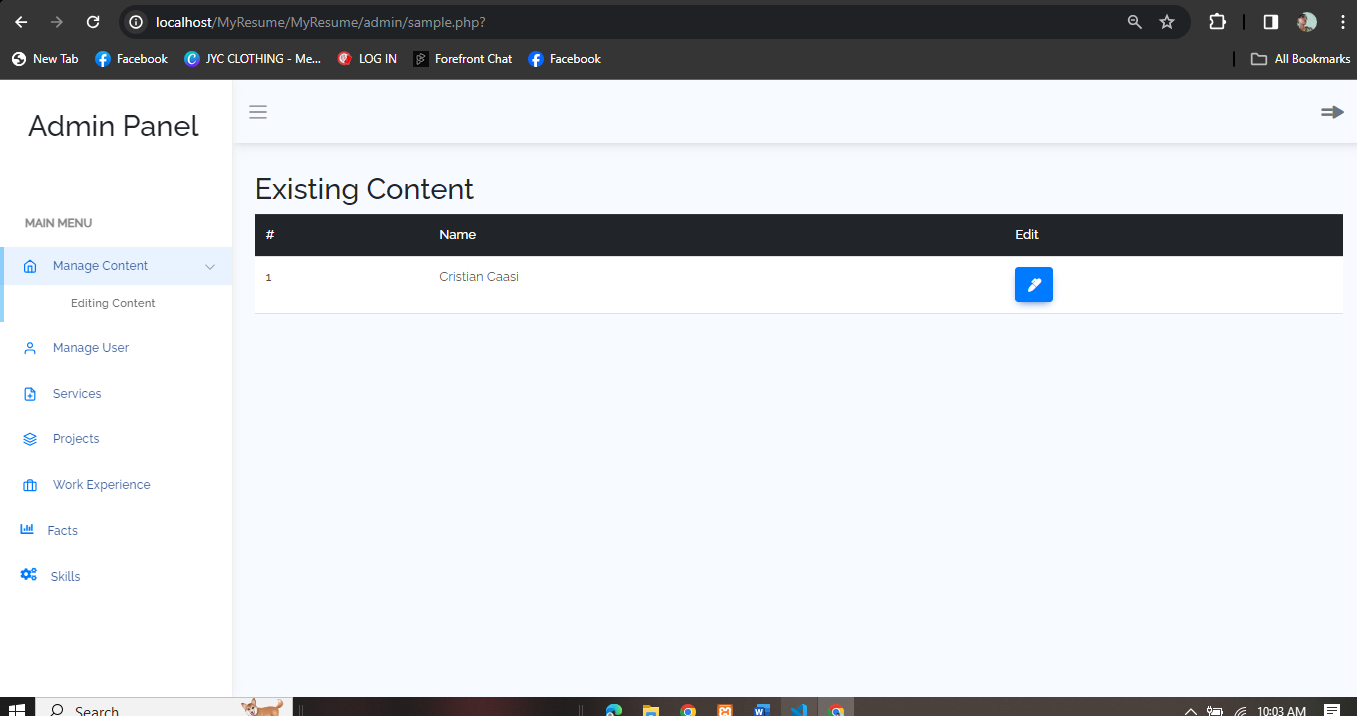 localhost/MyResume/MyResume/admin/sample.php?
New Tab Facebook JYC CLOTHING - Me... LOG IN Forefront Chat Facebook All Bookmarks
Admin Panel
MAIN MENU
Manage Content
Editing Content
Manage User
Services
Projects
Work Experience
Facts
Skills
Existing Content
# Name Edit
1 Cristian Caasi
Search
10:03 AM